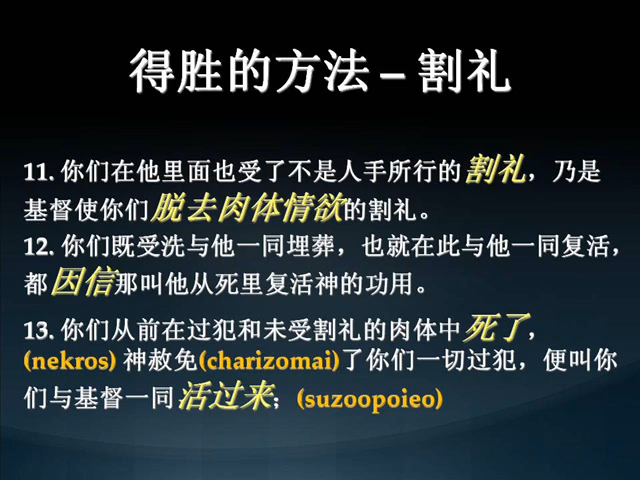 得胜的方法 – 割礼
11. 你们在他里面也受了不是人手所行的割礼，乃是
基督使你们脱去肉体情欲的割礼。
12. 你们既受洗与他一同埋葬，也就在此与他一同复活，
都因信那叫他从死里复活神的功用。
13. 你们从前在过犯和未受割礼的肉体中死了，
(nekros) 神赦免(charizomai)了你们一切过犯，便叫你
们与基督一同活过来；(suzoopoieo)